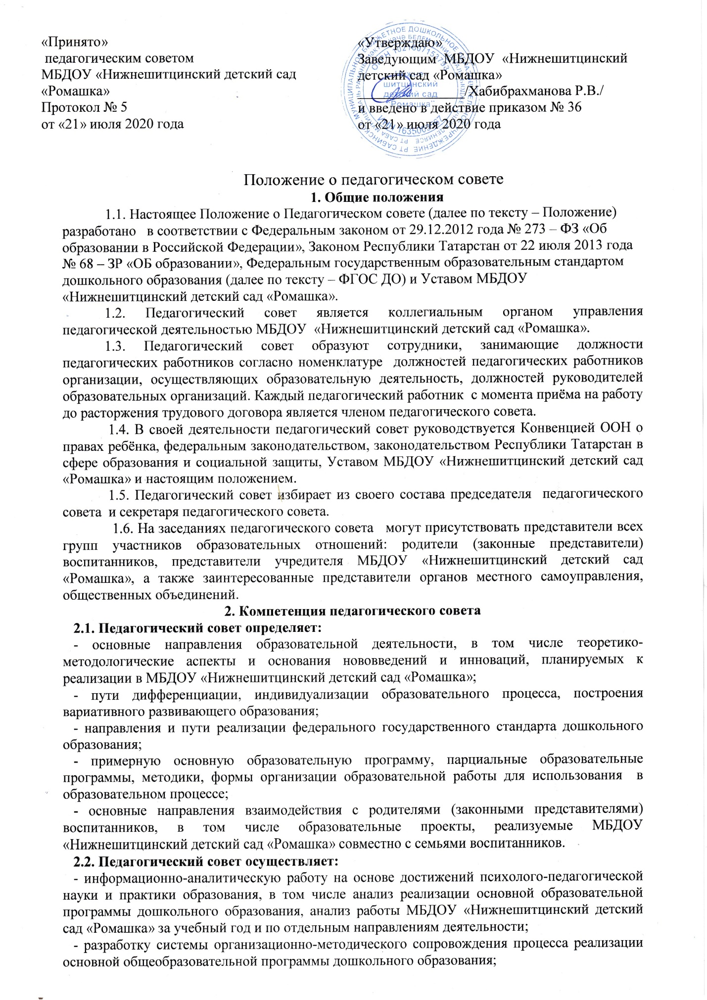 «Принято»
педагогическим советом
МБДОУ «Нижнешитцинский детский сад
«Ромашка»
Протокол № 5
от «21» июля 2020 года
«Утверждаю»
Заведующим МБДОУ «Нижнешитцинский
детский сад «Ромашка»
/Хабибрахманова Р.В./
и введено в действие приказом № 36
от «21» июля 2020 года
шитцинский
детский сад
"Ромашка"
Положение о педагогическом совете
1. Общие положения
1.1. Настоящее Положение о Педагогическом совете (далее по тексту – Положение)
разработано в соответствии с Федеральным законом от 29.12.2012 года № 273 – ФЗ «Об
образовании в Российской Федерации», Законом Республики Татарстан от 22 июля 2013 года
№ 68 – ЗР «ОБ образовании», Федеральным государственным образовательным стандартом
дошкольного образования (далее по тексту – ФГОС ДО) и Уставом МБДОУ
«Нижнешитцинский детский сад «Ромашка».
1.2. Педагогический совет является коллегиальным органом управления
педагогической деятельностью МБДОУ «Нижнешитцинский детский сад «Ромашка».
1.3. Педагогический совет образуют сотрудники, занимающие должности
педагогических работников согласно номенклатуре должностей педагогических работников
организации, осуществляющих образовательную деятельность, должностей руководителей
образовательных организаций. Каждый педагогический работник с момента приёма на работу
до расторжения трудового договора является членом педагогического совета.
1.4. В своей деятельности педагогический совет руководствуется Конвенцией ООН о
правах ребёнка, федеральным законодательством, законодательством Республики Татарстан в
сфере образования и социальной защиты, Уставом МБДОУ «Нижнешитцинский детский сад
«Ромашка» и настоящим положением.
1.5. Педагогический совет избирает из своего состава председателя педагогического
совета и секретаря педагогического совета.
1.6. На заседаниях педагогического совета могут присутствовать представители всех
групп участников образовательных отношений: родители (законные представители)
воспитанников, представители учредителя МБДОУ «Нижнешитцинский детский сад
«Ромашка», а также заинтересованные представители органов местного самоуправления,
общественных объединений.
2. Компетенция педагогического совета
2.1. Педагогический совет определяет:
- основные направления образовательной деятельности, в том числе теоретико-
методологические аспекты и основания нововведений и инноваций, планируемых к
реализации в МБДОУ «Нижнешитцинский детский сад «Ромашка»;
- пути дифференциации, индивидуализации образовательного процесса, построения
вариативного развивающего образования;
- направления и пути реализации федерального государственного стандарта дошкольного
образования;
- примерную основную образовательную программу, парциальные образовательные
программы, методики, формы организации образовательной работы для использования в
образовательном процессе;
- основные направления взаимодействия с родителями (законными представителями)
воспитанников, в том числе образовательные проекты, реализуемые МБДОУ
«Нижнешитцинский детский сад «Ромашка» совместно с семьями воспитанников.
2.2. Педагогический совет осуществляет:
- информационно-аналитическую работу на основе достижений психолого-педагогической
науки и практики образования, в том числе анализ реализации основной образовательной
программы дошкольного образования, анализ работы МБДОУ «Нижнешитцинский детский
сад «Ромашка» за учебный год и по отдельным направлениям деятельности;
- разработку системы организационно-методического сопровождения процесса реализации
основной общеобразовательной программы дошкольного образования;